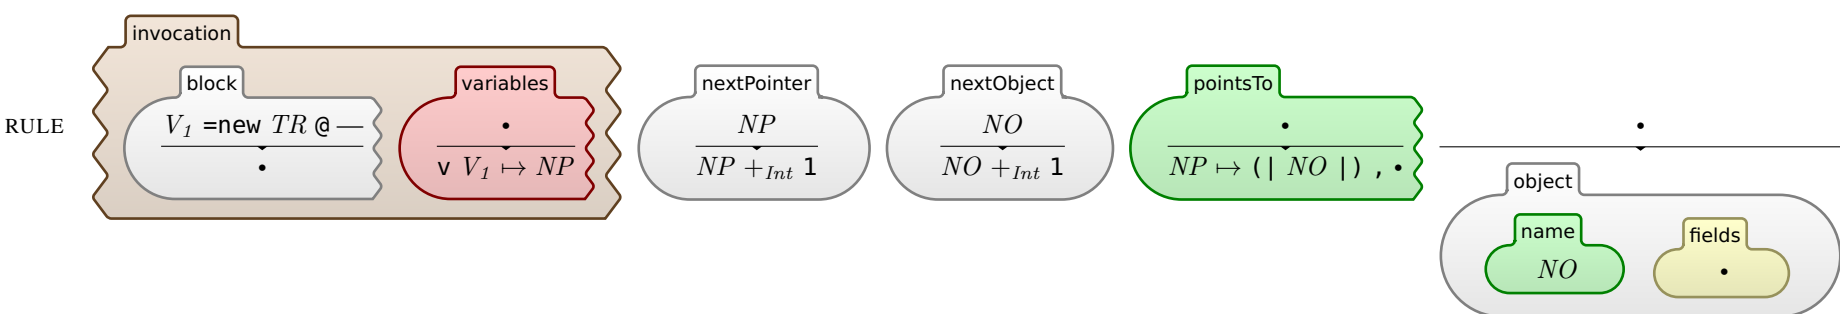 invocation
block variables nextPointer nextObject pointsTo
RULE V₁ =new TR @ — • NP NO • •
• v V₁ ↦ NP NP +Int 1 NO +Int 1 NP ↦ (| NO |) , •
object
name fields
NO •